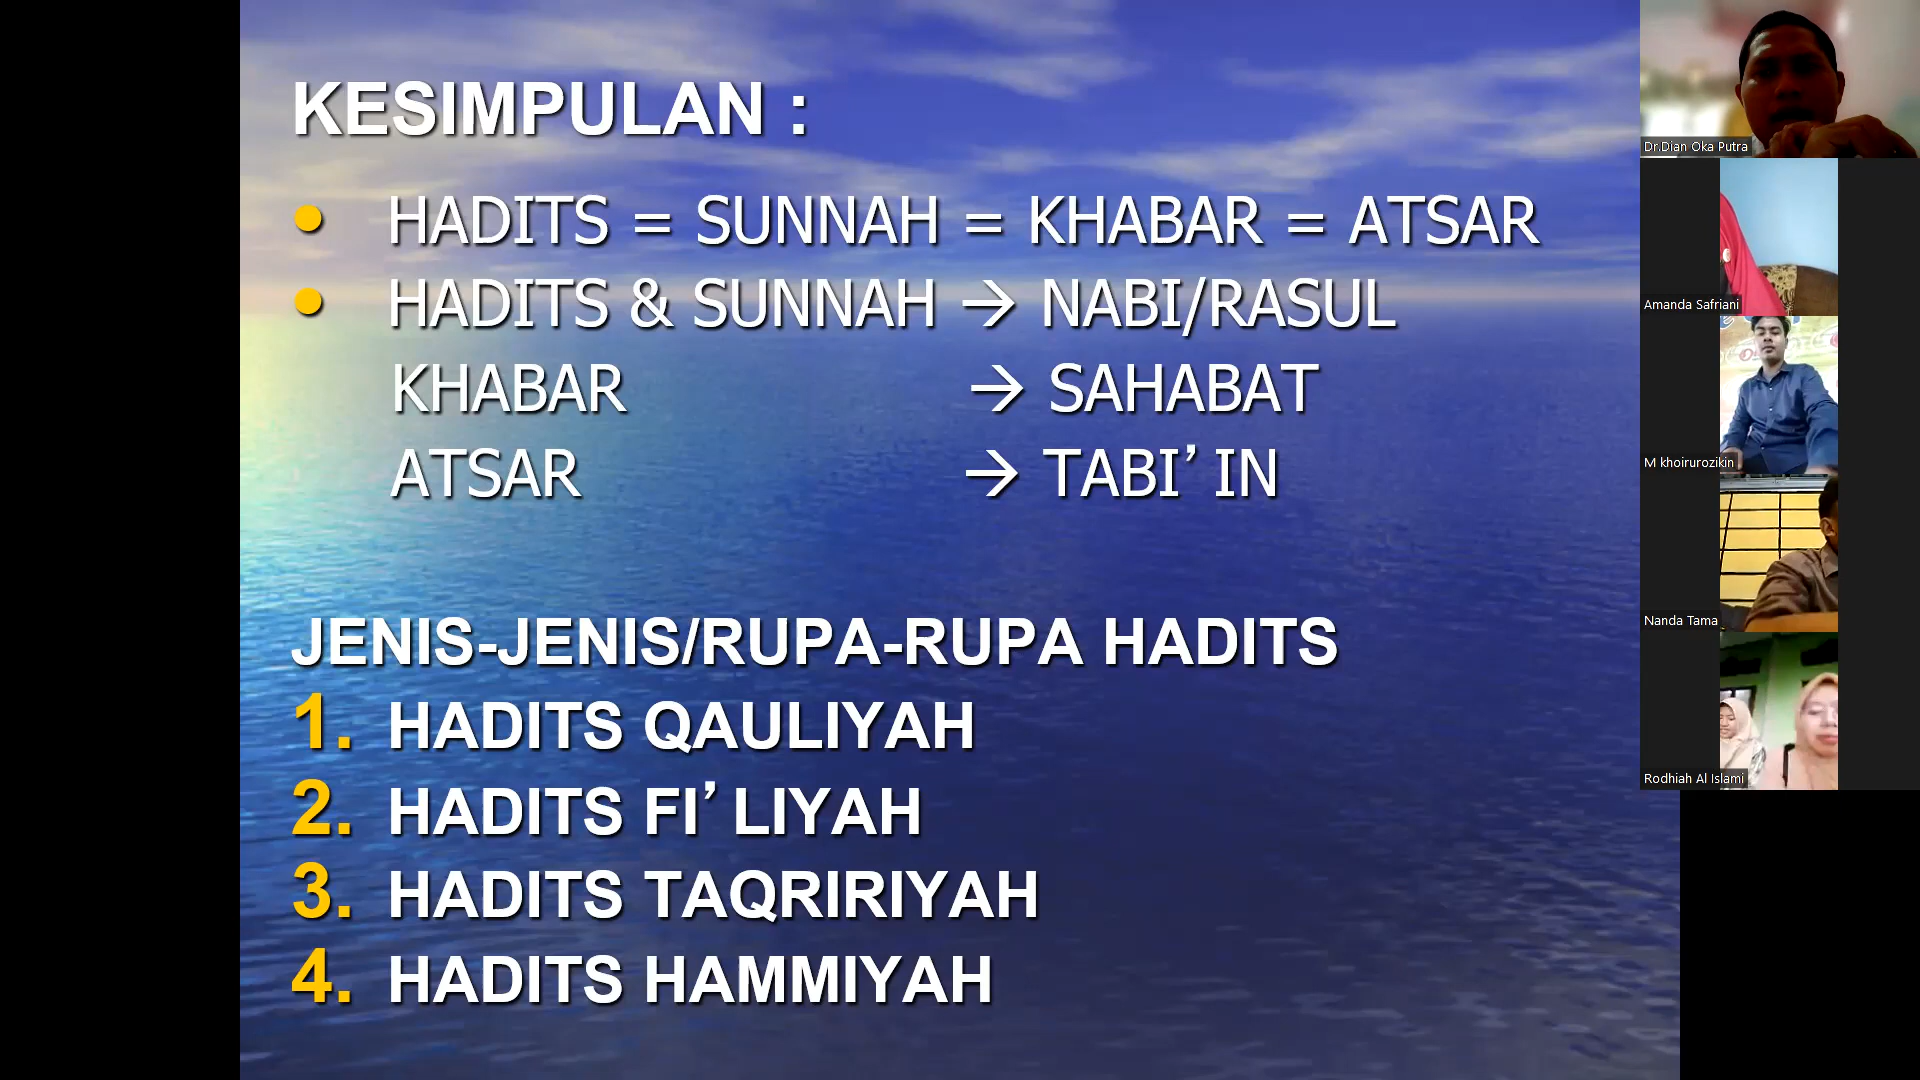 KESIMPULAN :
• HADITS = SUNNAH = KHABAR = ATSAR
• HADITS & SUNNAH → NABI/RASUL
KHABAR → SAHABAT
ATSAR → TABI’IN
JENIS-JENIS/RUPA-RUPA HADITS
1. HADITS QAULIYAH
2. HADITS FI’LIYAH
3. HADITS TAQRIRIYAH
4. HADITS HAMMIYAH
Dr.Dian Oka Putra
Amanda Safriani
M khoirurozikin
Nanda Tama
Rodhiah Al Islami